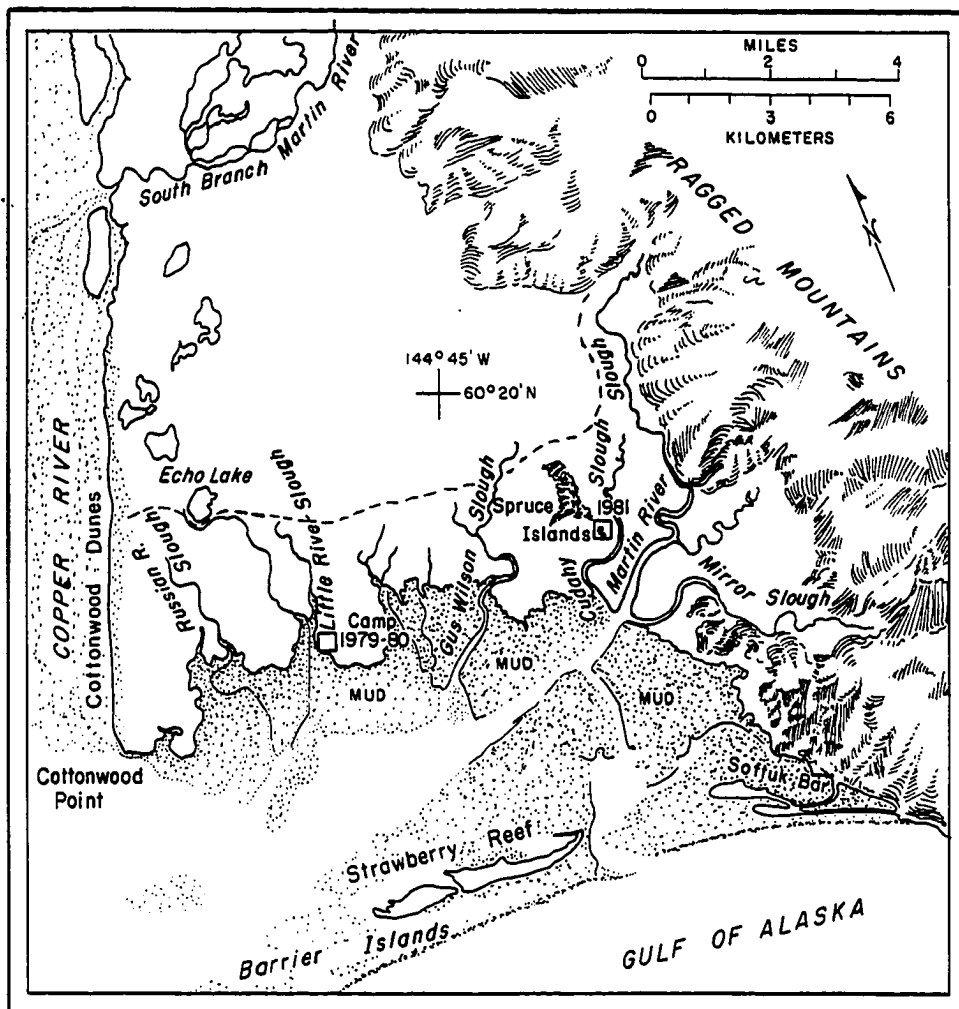 MILES
0 2 4
0 3 6
KILOMETERS
South Branch Martin River
RAGGED MOUNTAINS
N
144° 45' W
60° 20' N
COPPER RIVER
Cottonwood Dunes
Echo Lake
Russian R. Slough
Little River Slough
Camp
1979-80
Gus Wilson Slough
Spruce
Islands
1981
Cudahy Slough
Martin River Slough
Mirror Slough
MUD
MUD
MUD
Cottonwood
Point
Softuk Bar
Strawberry Reef
Barrier Islands
GULF OF ALASKA